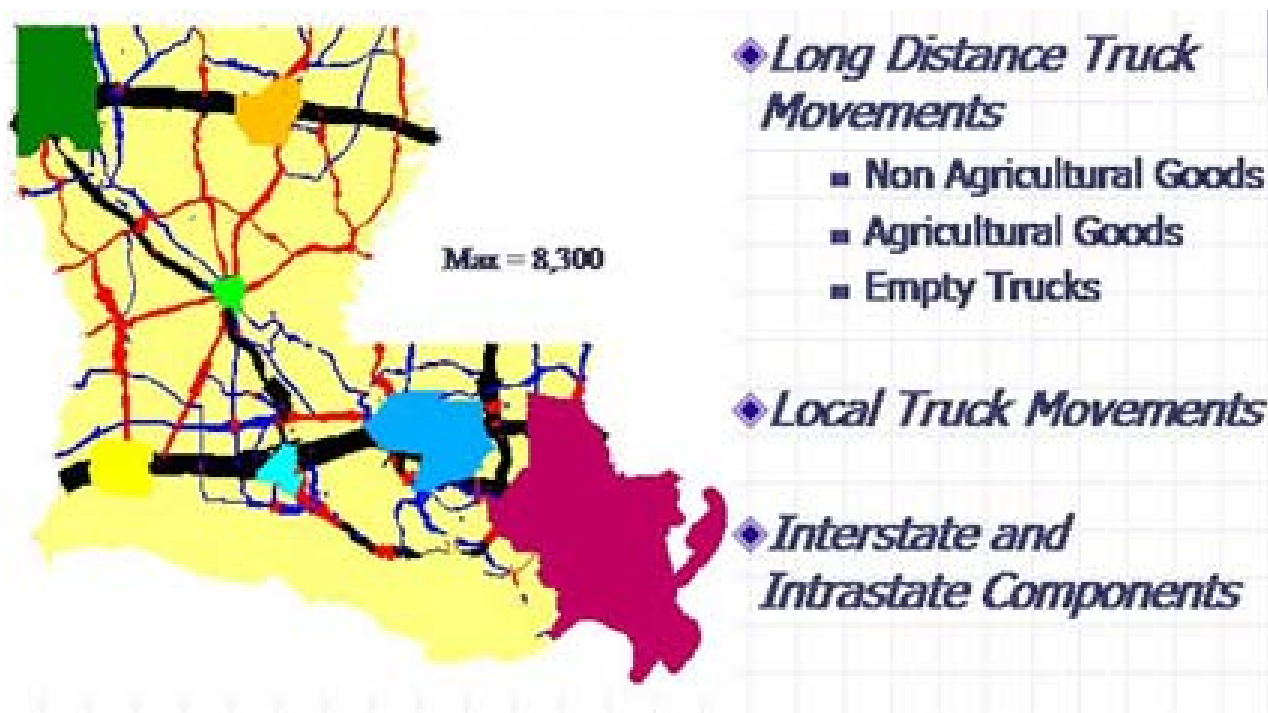 Long Distance Truck
Movements
Non Agricultural Goods
Agricultural Goods
Empty Trucks
Max = 8,300
Local Truck Movements
Interstate and
Intrastate Components